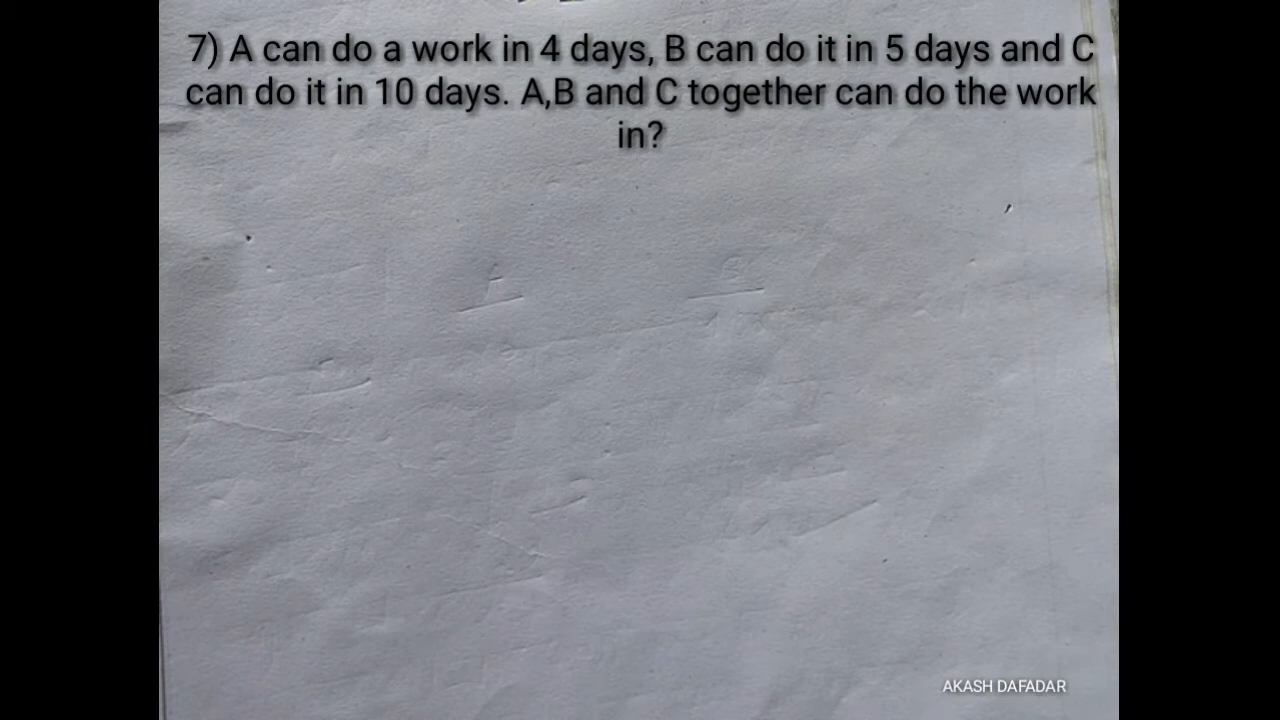 7) A can do a work in 4 days, B can do it in 5 days and C
can do it in 10 days. A,B and C together can do the work
in?
AKASH DAFADAR